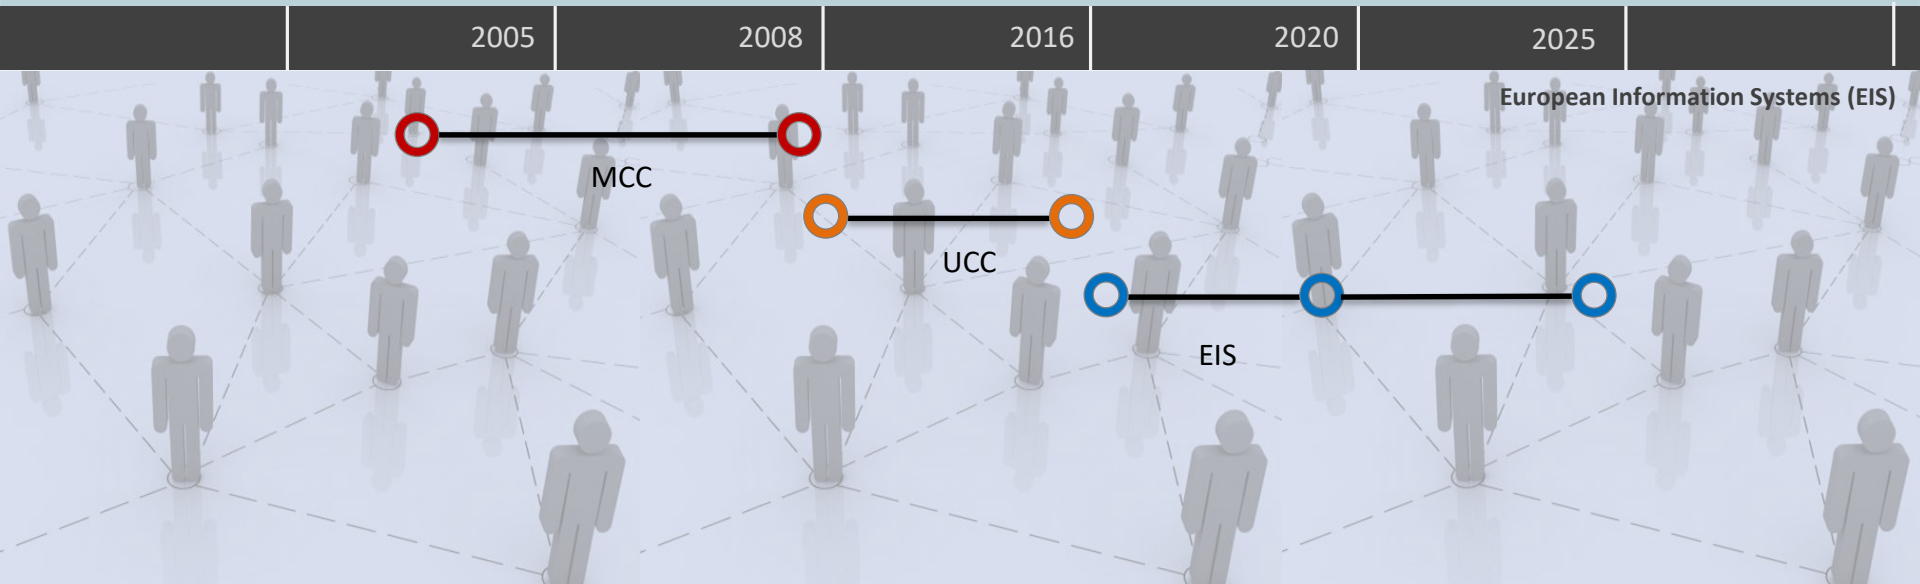 2005 2008 2016 2020 2025
European Information Systems (EIS)
MCC
UCC
EIS